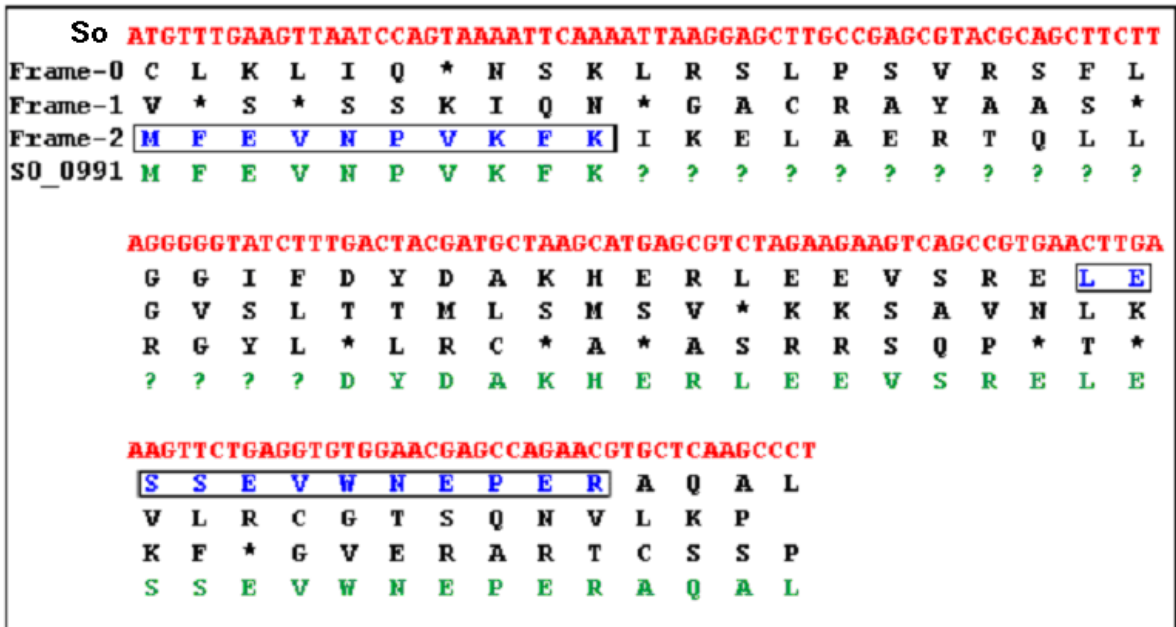 So ATGTTTGAAGTTAATCCAGTAAAATTCAAAATTAAGGAGCTTGCCGAGCGTACGCAGCTTCTT
Frame-0 C L K L I Q * N S K L R S L P S V R S F L
Frame-1 V * S * S S K I Q N * G A C R A Y A A S *
Frame-2 M F E V N P V K F K I K E L A E R T Q L L
SO_0991 M F E V N P V K F K ? ? ? ? ? ? ? ? ? ? ?
AGGGGGTATCTTTGACTACGATGCTAAGCATGAGCGTCTAGAAGAAGTCAGCCGTGAACTTGA
G G I F D Y D A K H E R L E E V S R E L E
G V S L T T M L S M S V * K K S A V N L K
R G Y L * L R C * A * A S R R S Q P * T *
? ? ? ? D Y D A K H E R L E E V S R E L E
AAGTTCTGAGGTGTGGAACGAGCCAGAACGTGCTCAAGCCCT
S S E V W N E P E R A Q A L
V L R C G T S Q N V L K P
K F * G V E R A R T C S S P
S S E V W N E P E R A Q A L